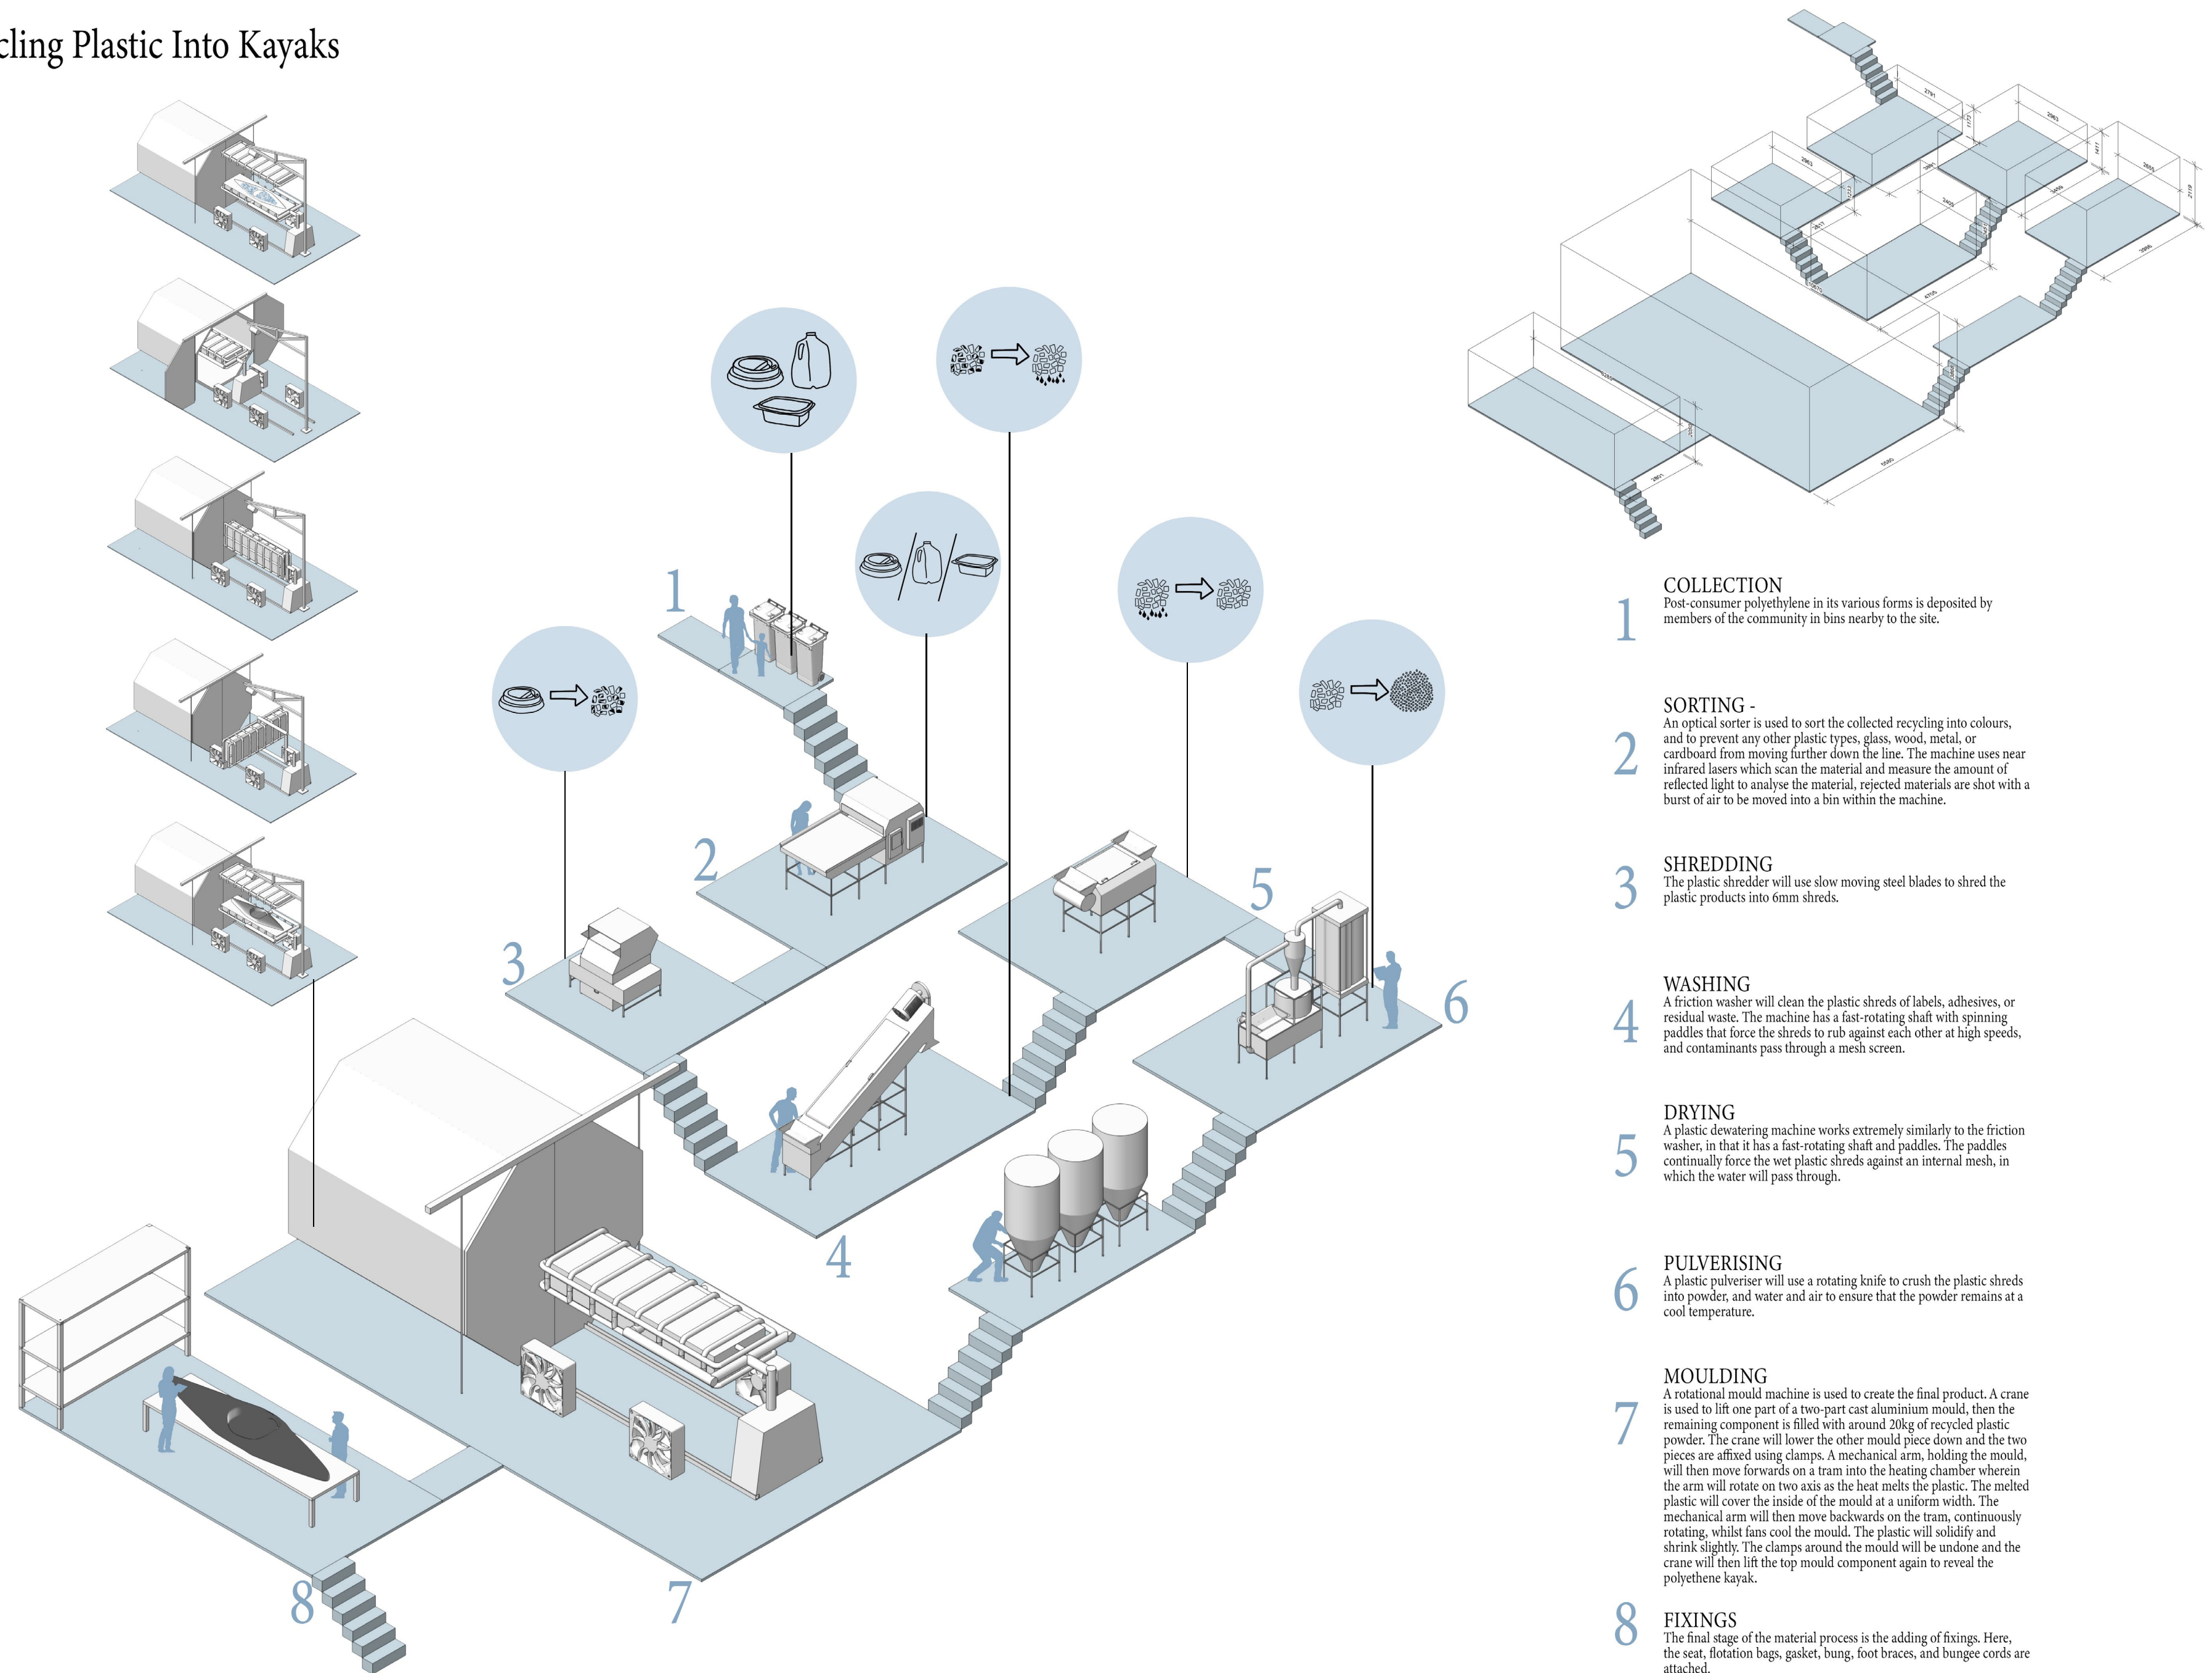 cling Plastic Into Kayaks
1
2
3
4
5
6
7
8
2791
1172
2963
1411
2119
2963
2405
4705
5580
2801
1
COLLECTION
Post-consumer polyethylene in its various forms is deposited by
members of the community in bins nearby to the site.
2
SORTING -
An optical sorter is used to sort the collected recycling into colours,
and to prevent any other plastic types, glass, wood, metal, or
cardboard from moving further down the line. The machine uses near
infrared lasers which scan the material and measure the amount of
reflected light to analyse the material, rejected materials are shot with a
burst of air to be moved into a bin within the machine.
3
SHREDDING
The plastic shredder will use slow moving steel blades to shred the
plastic products into 6mm shreds.
4
WASHING
A friction washer will clean the plastic shreds of labels, adhesives, or
residual waste. The machine has a fast-rotating shaft with spinning
paddles that force the shreds to rub against each other at high speeds,
and contaminants pass through a mesh screen.
5
DRYING
A plastic dewatering machine works extremely similarly to the friction
washer, in that it has a fast-rotating shaft and paddles. The paddles
continually force the wet plastic shreds against an internal mesh, in
which the water will pass through.
6
PULVERISING
A plastic pulveriser will use a rotating knife to crush the plastic shreds
into powder, and water and air to ensure that the powder remains at a
cool temperature.
7
MOULDING
A rotational mould machine is used to create the final product. A crane
is used to lift one part of a two-part cast aluminium mould, then the
remaining component is filled with around 20kg of recycled plastic
powder. The crane will lower the other mould piece down and the two
pieces are affixed using clamps. A mechanical arm, holding the mould,
will then move forwards on a tram into the heating chamber wherein
the arm will rotate on two axis as the heat melts the plastic. The melted
plastic will cover the inside of the mould at a uniform width. The
mechanical arm will then move backwards on the tram, continuously
rotating, whilst fans cool the mould. The plastic will solidify and
shrink slightly. The clamps around the mould will be undone and the
crane will then lift the top mould component again to reveal the
polyethene kayak.
8
FIXINGS
The final stage of the material process is the adding of fixings. Here,
the seat, flotation bags, gasket, bung, foot braces, and bungee cords are
attached.